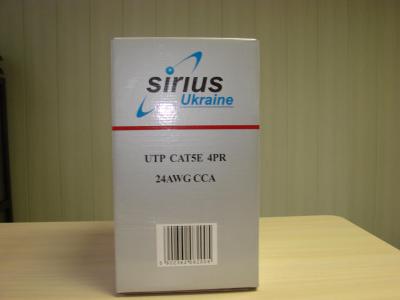 sirius
Ukraine
UTP CAT5E 4PR
24AWG CCA